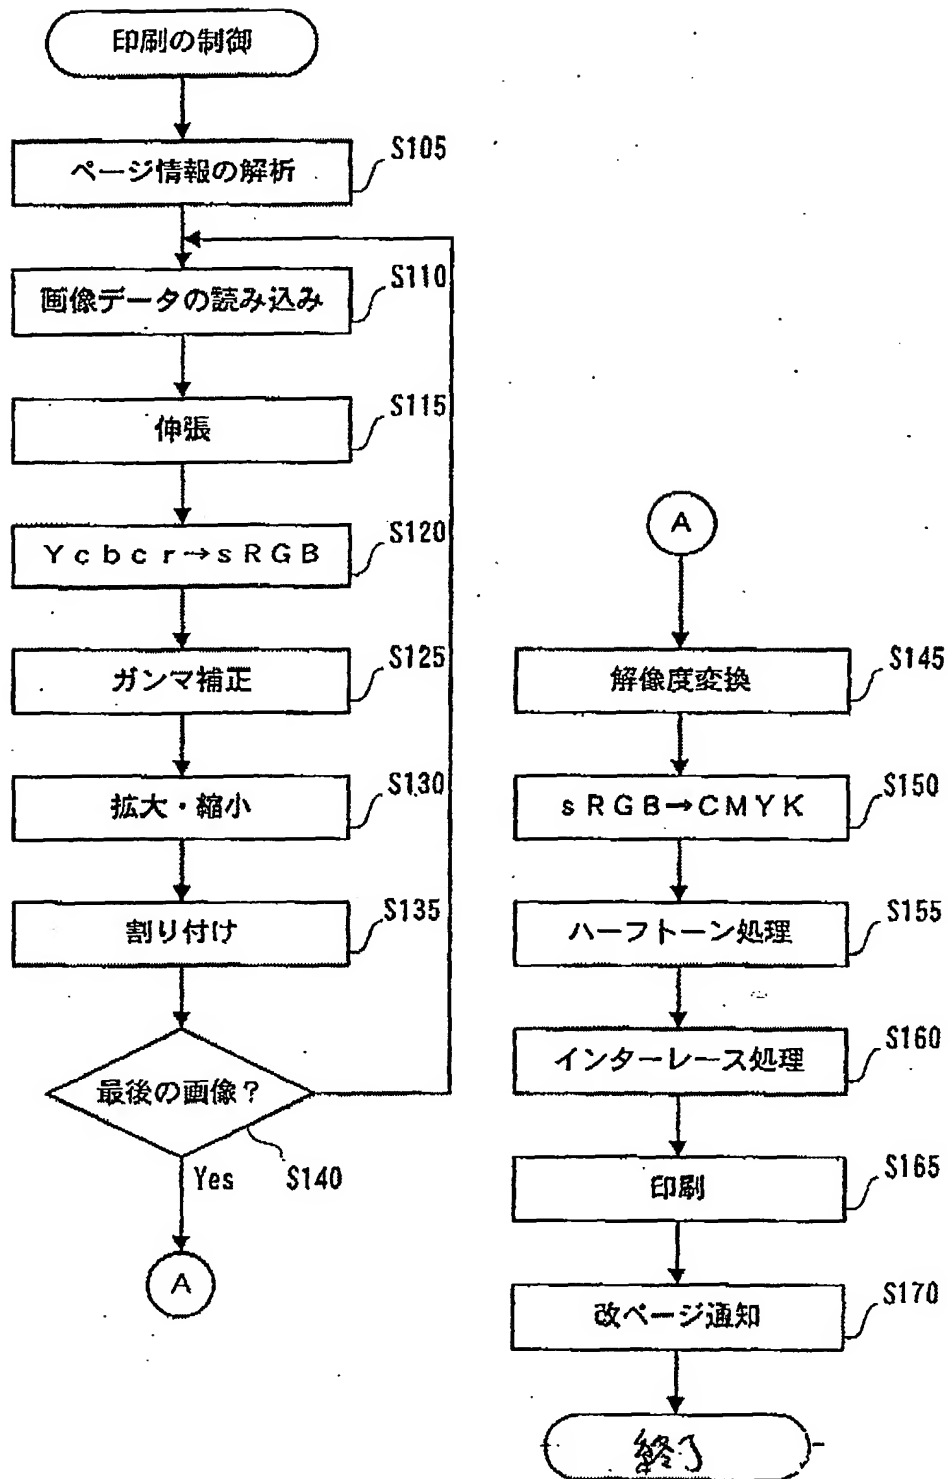 印刷の制御
ページ情報の解析
S105
画像データの読み込み
S110
伸張
S115
Ycbcr→sRGB
S120
ガンマ補正
S125
拡大・縮小
S130
割り付け
S135
最後の画像?
S140
Yes
A
A
解像度変換
S145
sRGB→CMYK
S150
ハーフトーン処理
S155
インターレース処理
S160
印刷
S165
改ページ通知
S170
終了